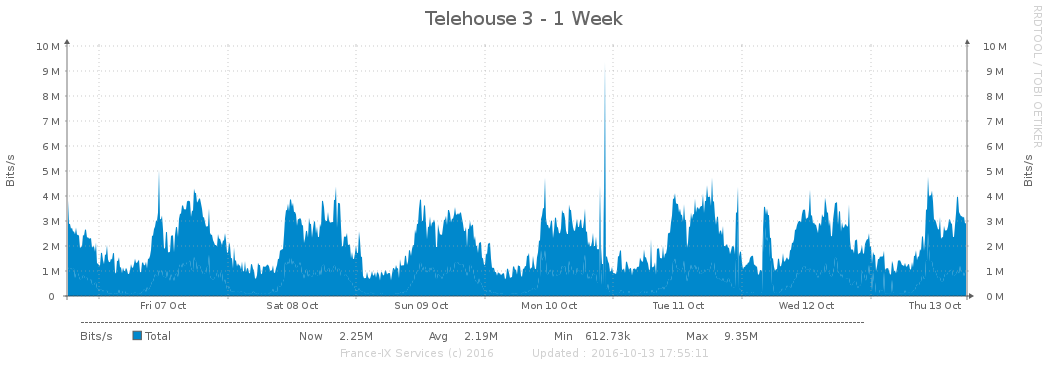 Telehouse 3 - 1 Week
RRDTOOL / TOBI OETIKER
Bits/s
10 M
9 M
8 M
7 M
6 M
5 M
4 M
3 M
2 M
1 M
0
10 M
9 M
8 M
7 M
6 M
5 M
4 M
3 M
2 M
1 M
0 M
Bits/s
Fri 07 Oct Sat 08 Oct Sun 09 Oct Mon 10 Oct Tue 11 Oct Wed 12 Oct Thu 13 Oct
Bits/s Total Now 2.25M Avg 2.19M Min 612.73k Max 9.35M
France-IX Services (c) 2016 Updated : 2016-10-13 17:55:11